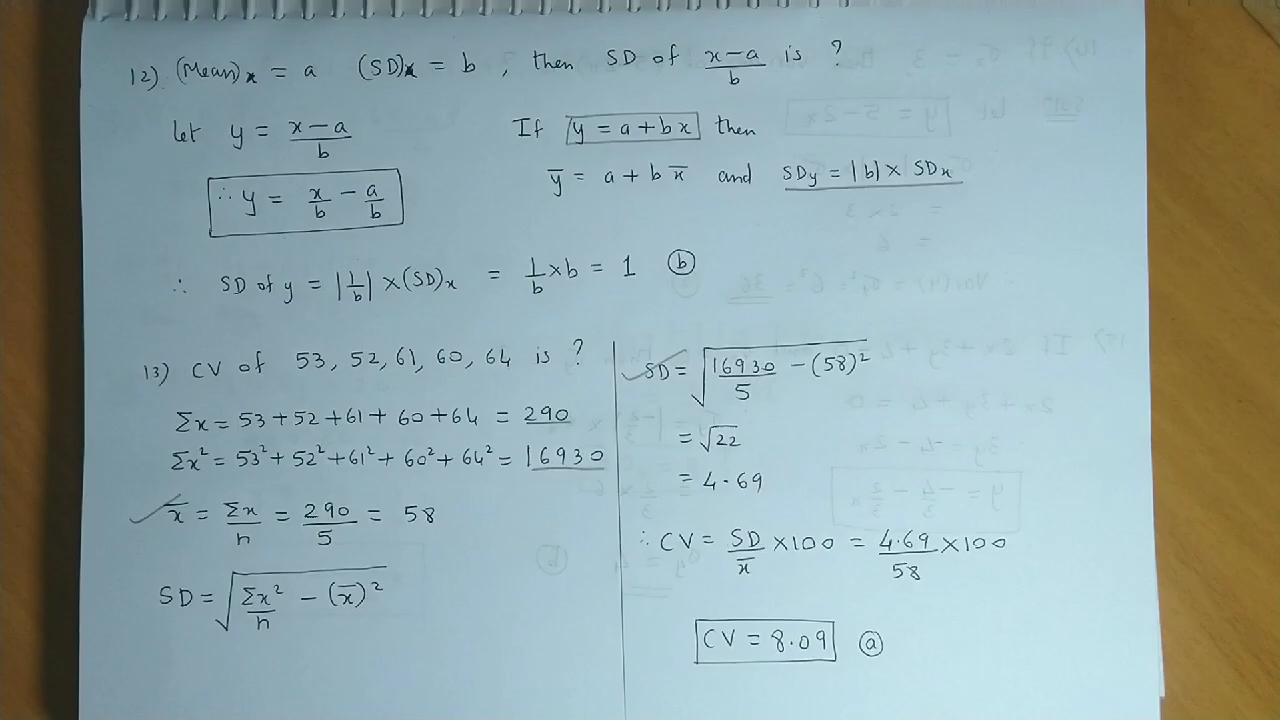 12) (Mean)x = a (SD)x = b , then SD of (x-a)/b is ?
let y = (x-a)/b
∴ y = x/b - a/b
If y = a + bx then
y̅ = a + b x̅ and SDy = |b| × SDx
∴ SD of y = |1/b| × (SD)x = 1/b × b = 1 (b)
13) CV of 53, 52, 61, 60, 64 is ?
Σx = 53 + 52 + 61 + 60 + 64 = 290
Σx² = 53² + 52² + 61² + 60² + 64² = 16930
x̅ = Σx/n = 290/5 = 58
SD = √(Σx²/n - (x̅)²)
✓ SD = √(16930/5 - (58)²)
= √22
= 4.69
∴ CV = SD/x̅ × 100 = 4.69/58 × 100
CV = 8.09 (a)